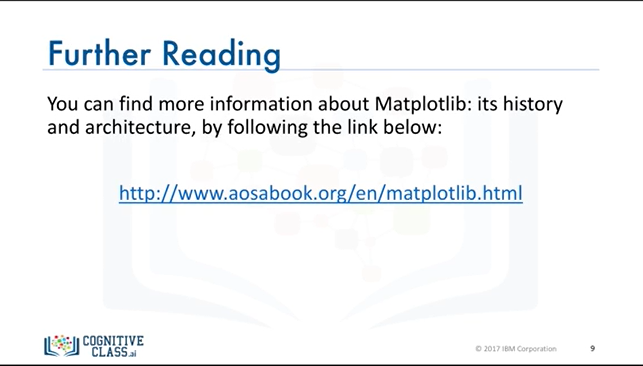 Further Reading
You can find more information about Matplotlib: its history
and architecture, by following the link below:
http://www.aosabook.org/en/matplotlib.html
COGNITIVE
CLASS.ai
© 2017 IBM Corporation
9